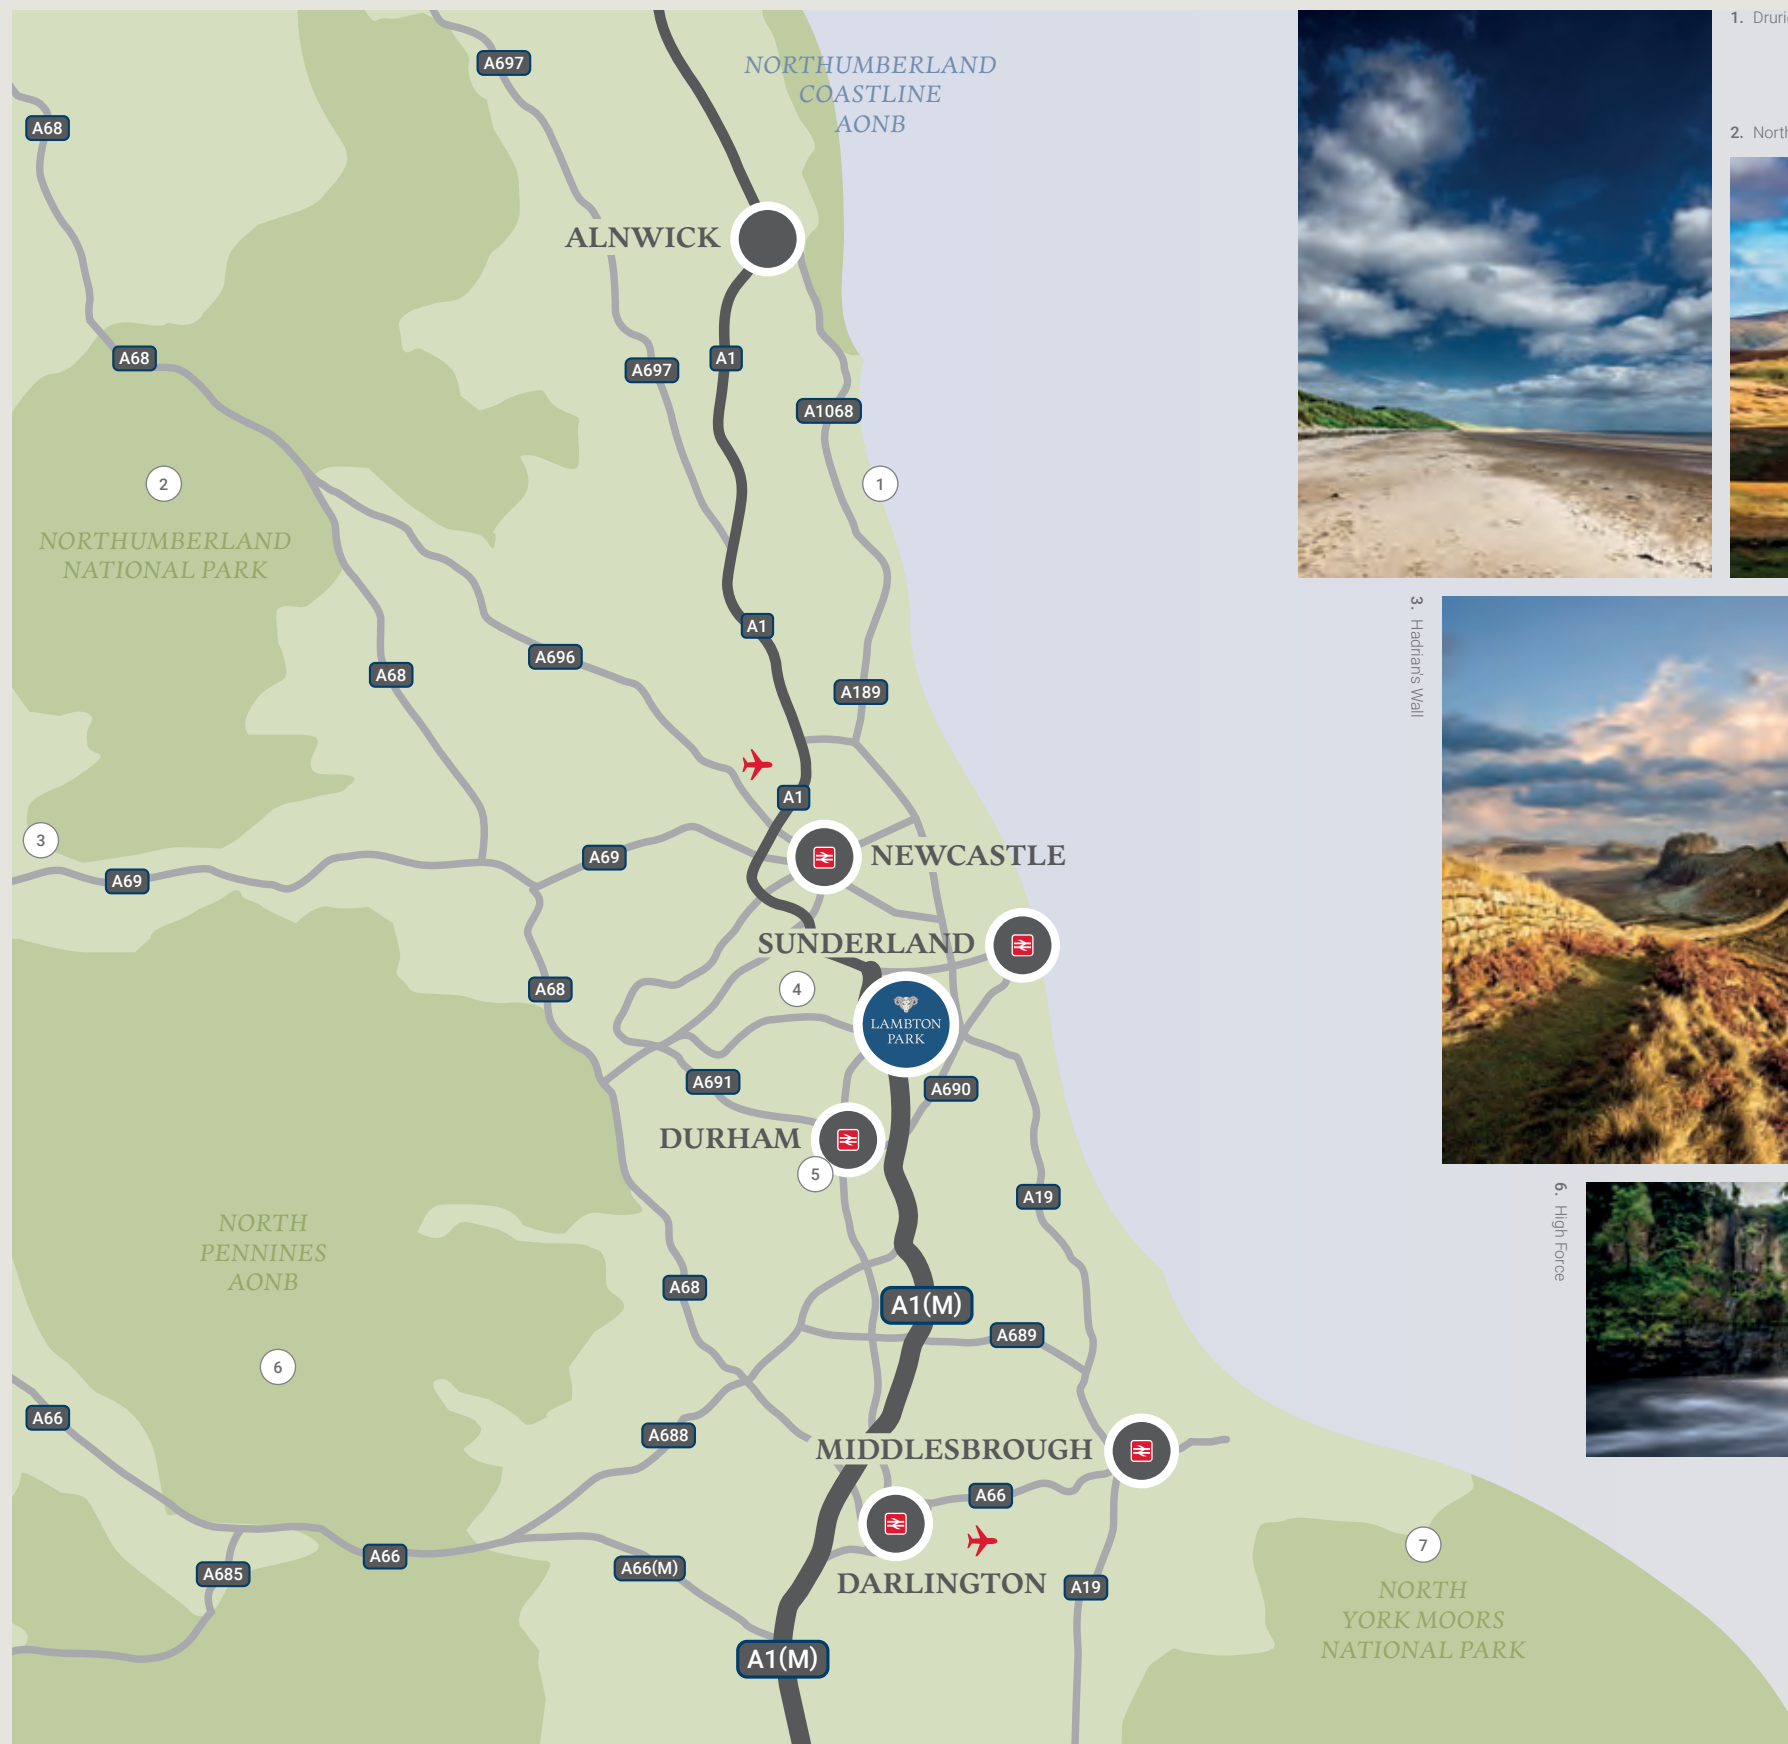 A697
NORTHUMBERLAND
COASTLINE
AONB
A68
ALNWICK
A68
A697
A1
A1068
2
1
NORTHUMBERLAND
NATIONAL PARK
A1
A696
A68
A189
A1
3
A69
A69
NEWCASTLE
SUNDERLAND
A68
4
LAMBTON
PARK
A691
A690
DURHAM
5
A19
NORTH
PENNINES
AONB
A68
A1(M)
A689
6
A66
A688
MIDDLESBROUGH
A66
A66
A685
A66(M)
DARLINGTON
A19
7
NORTH
YORK MOORS
NATIONAL PARK
A1(M)
1.
2.
3. Hadrian's Wall
6. High Force